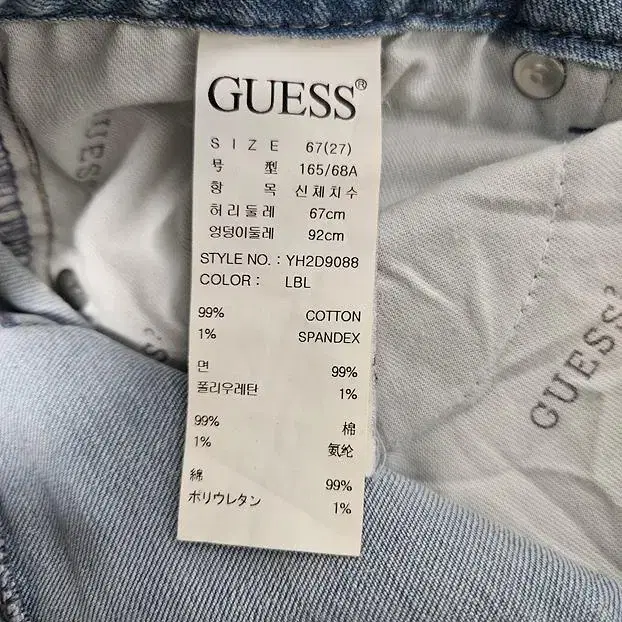 GUESS®
SIZE 67(27)
号 型 165/68A
항 목 신체치수
허리둘레 67cm
엉덩이둘레 92cm
STYLE NO. : YH2D9088
COLOR : LBL
99% COTTON
1% SPANDEX
면 99%
폴리우레탄 1%
99% 棉
1% 氨纶
綿 99%
ポリウレタン 1%
GUESS
GUESS